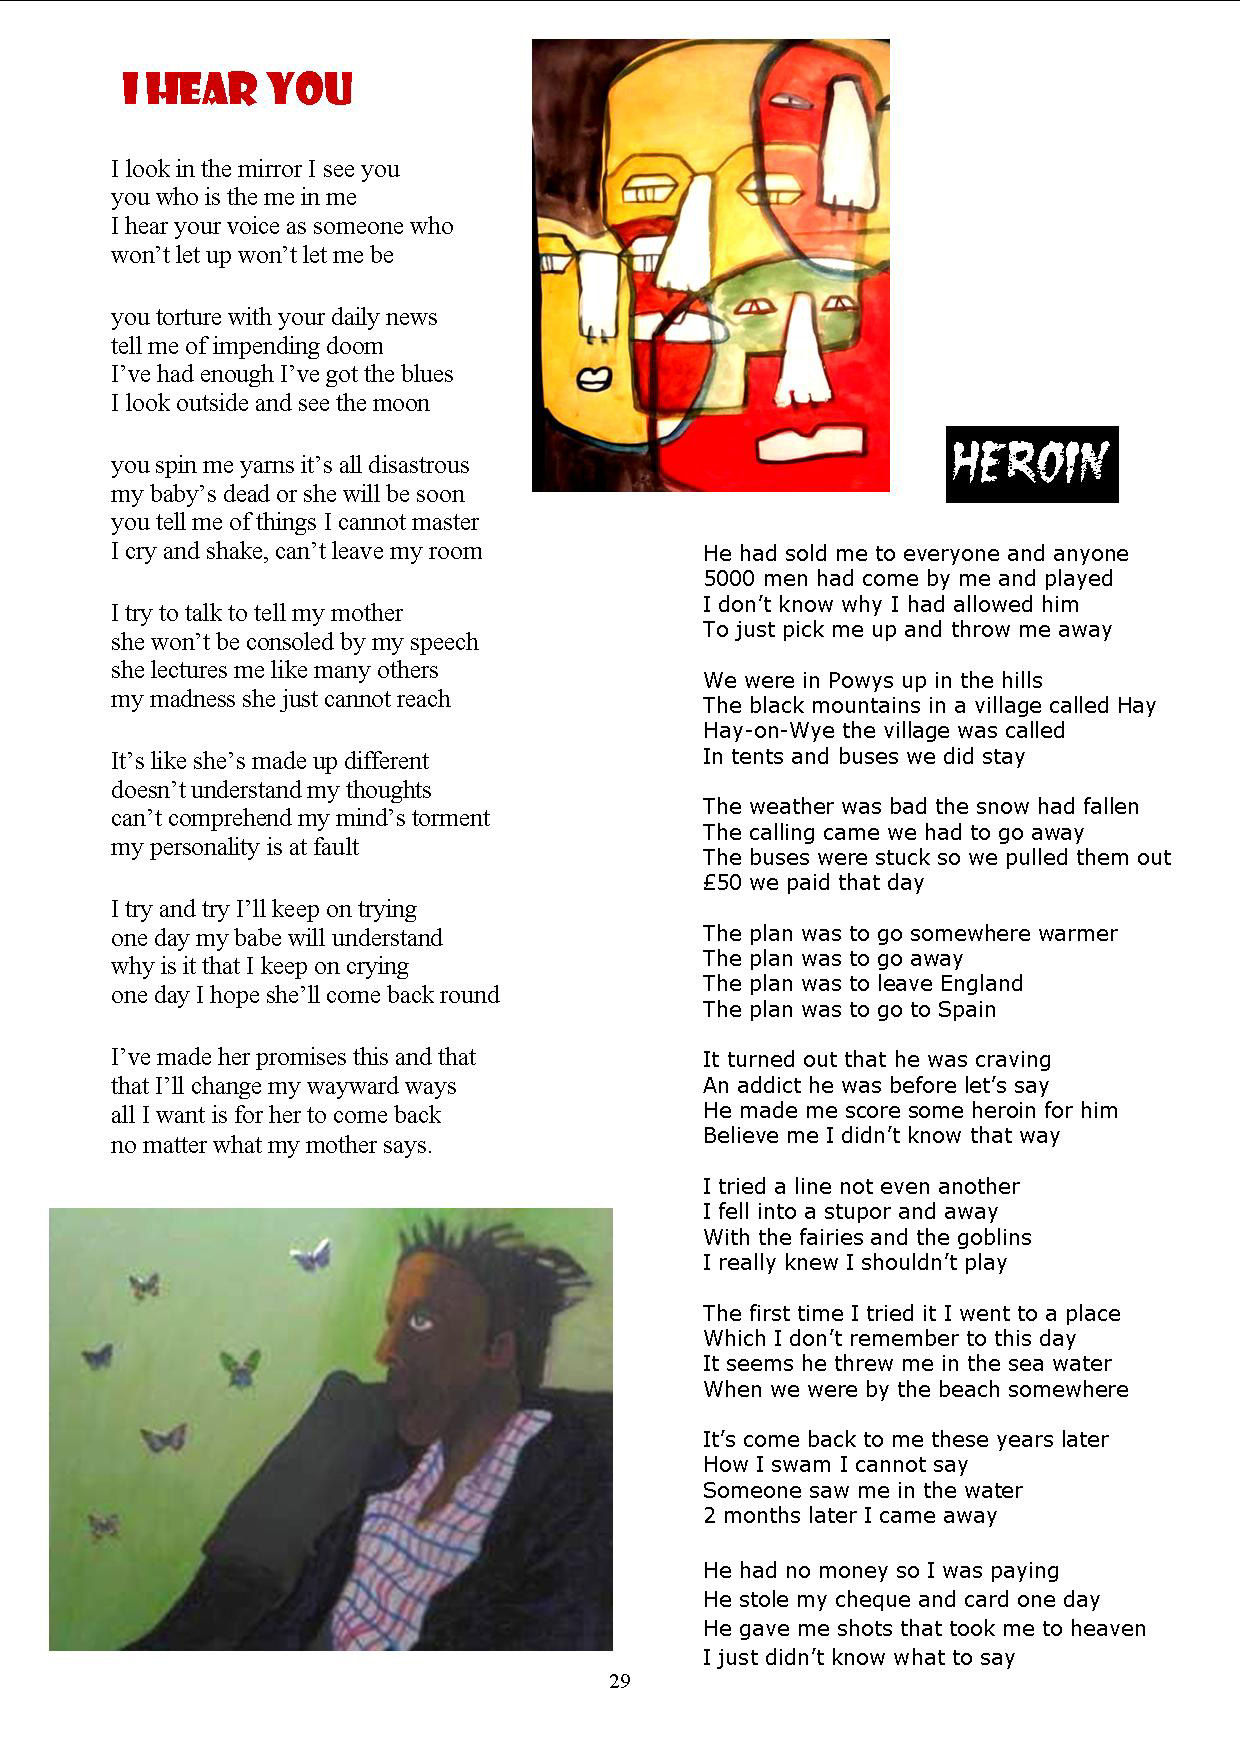 I HEAR YOU
I look in the mirror I see you
you who is the me in me
I hear your voice as someone who
won’t let up won’t let me be
you torture with your daily news
tell me of impending doom
I’ve had enough I’ve got the blues
I look outside and see the moon
you spin me yarns it’s all disastrous
my baby’s dead or she will be soon
you tell me of things I cannot master
I cry and shake, can’t leave my room
I try to talk to tell my mother
she won’t be consoled by my speech
she lectures me like many others
my madness she just cannot reach
It’s like she’s made up different
doesn’t understand my thoughts
can’t comprehend my mind’s torment
my personality is at fault
I try and try I’ll keep on trying
one day my babe will understand
why is it that I keep on crying
one day I hope she’ll come back round
I’ve made her promises this and that
that I’ll change my wayward ways
all I want is for her to come back
no matter what my mother says.
HEROIN
He had sold me to everyone and anyone
5000 men had come by me and played
I don’t know why I had allowed him
To just pick me up and throw me away
We were in Powys up in the hills
The black mountains in a village called Hay
Hay-on-Wye the village was called
In tents and buses we did stay
The weather was bad the snow had fallen
The calling came we had to go away
The buses were stuck so we pulled them out
£50 we paid that day
The plan was to go somewhere warmer
The plan was to go away
The plan was to leave England
The plan was to go to Spain
It turned out that he was craving
An addict he was before let’s say
He made me score some heroin for him
Believe me I didn’t know that way
I tried a line not even another
I fell into a stupor and away
With the fairies and the goblins
I really knew I shouldn’t play
The first time I tried it I went to a place
Which I don’t remember to this day
It seems he threw me in the sea water
When we were by the beach somewhere
It’s come back to me these years later
How I swam I cannot say
Someone saw me in the water
2 months later I came away
He had no money so I was paying
He stole my cheque and card one day
He gave me shots that took me to heaven
I just didn’t know what to say
29